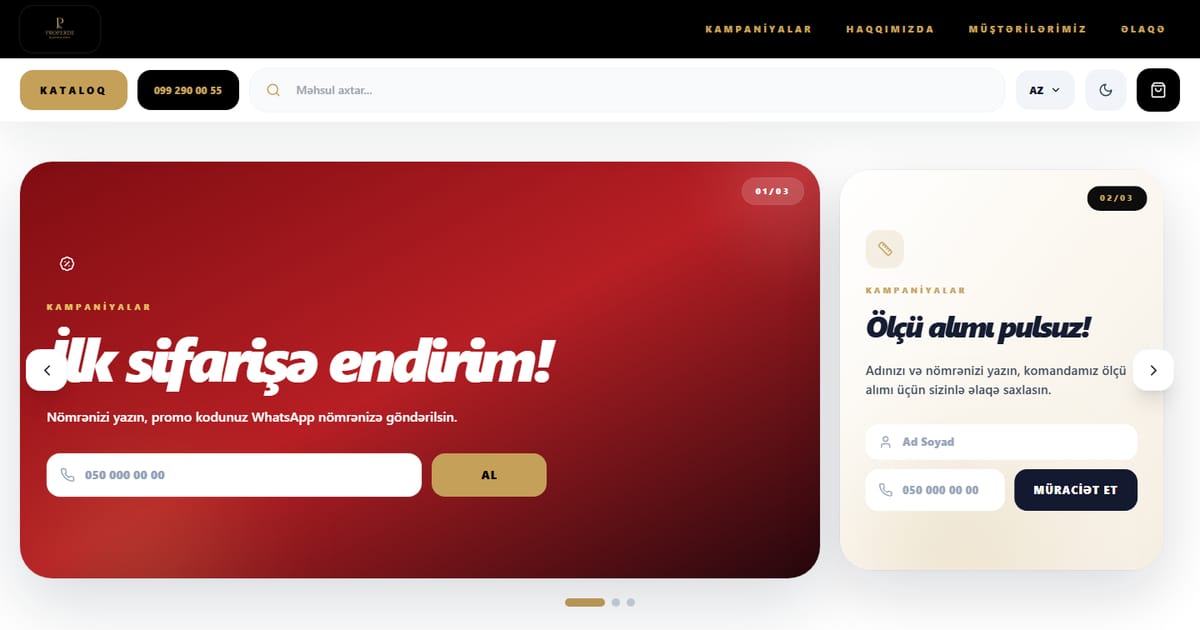 PROPERDE
KAMPANİYALAR
HAQQIMIZDA
MÜŞTƏRİLƏRİMİZ
ƏLAQƏ
KATALOQ
099 290 00 55
Məhsul axtar...
AZ
01/03
KAMPANİYALAR
İlk sifarişə endirim!
Nömrənizi yazın, promo kodunuz WhatsApp nömrənizə göndərilsin.
050 000 00 00
AL
02/03
KAMPANİYALAR
Ölçü alımı pulsuz!
Adınızı və nömrənizi yazın, komandamız ölçü
alımı üçün sizinlə əlaqə saxlasın.
Ad Soyad
050 000 00 00
MÜRACİƏT ET